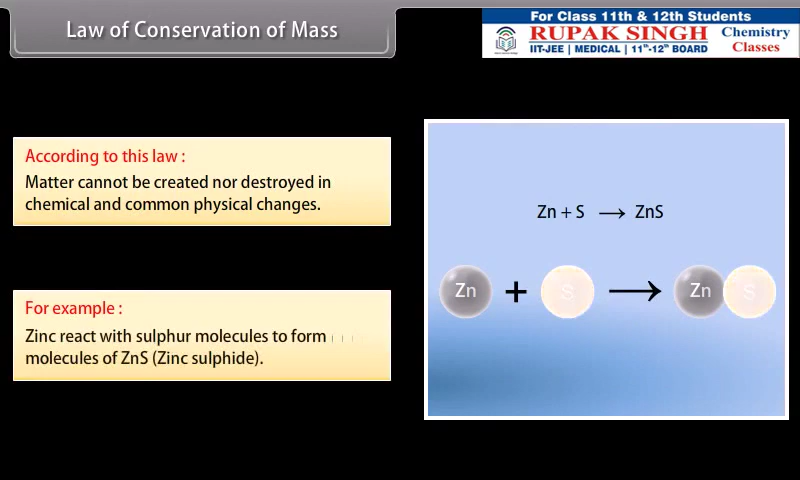 Law of Conservation of Mass
For Class 11th & 12th Students
RUPAK SINGH
Chemistry
Classes
IIT-JEE | MEDICAL | 11th-12th BOARD
According to this law :
Matter cannot be created nor destroyed in
chemical and common physical changes.
Zn + S → ZnS
Zn + S → Zn S
For example :
Zinc react with sulphur molecules to form
molecules of ZnS (Zinc sulphide).